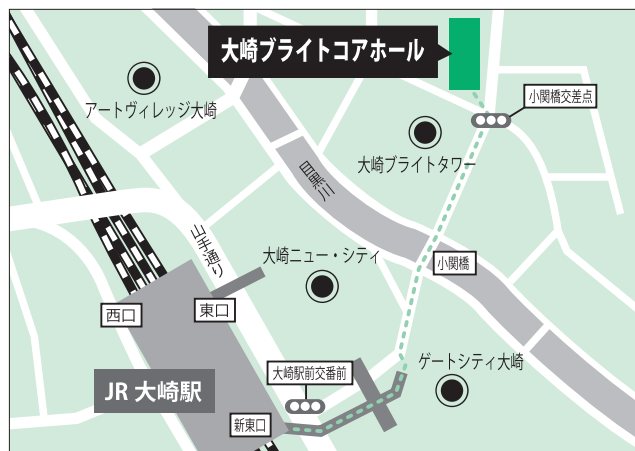 大崎ブライトコアホール
アートヴィレッジ大崎
小関橋交差点
大崎ブライトタワー
目黒川
山手通り
大崎ニュー・シティ
小関橋
西口
東口
大崎駅前交番前
ゲートシティ大崎
JR 大崎駅
新東口